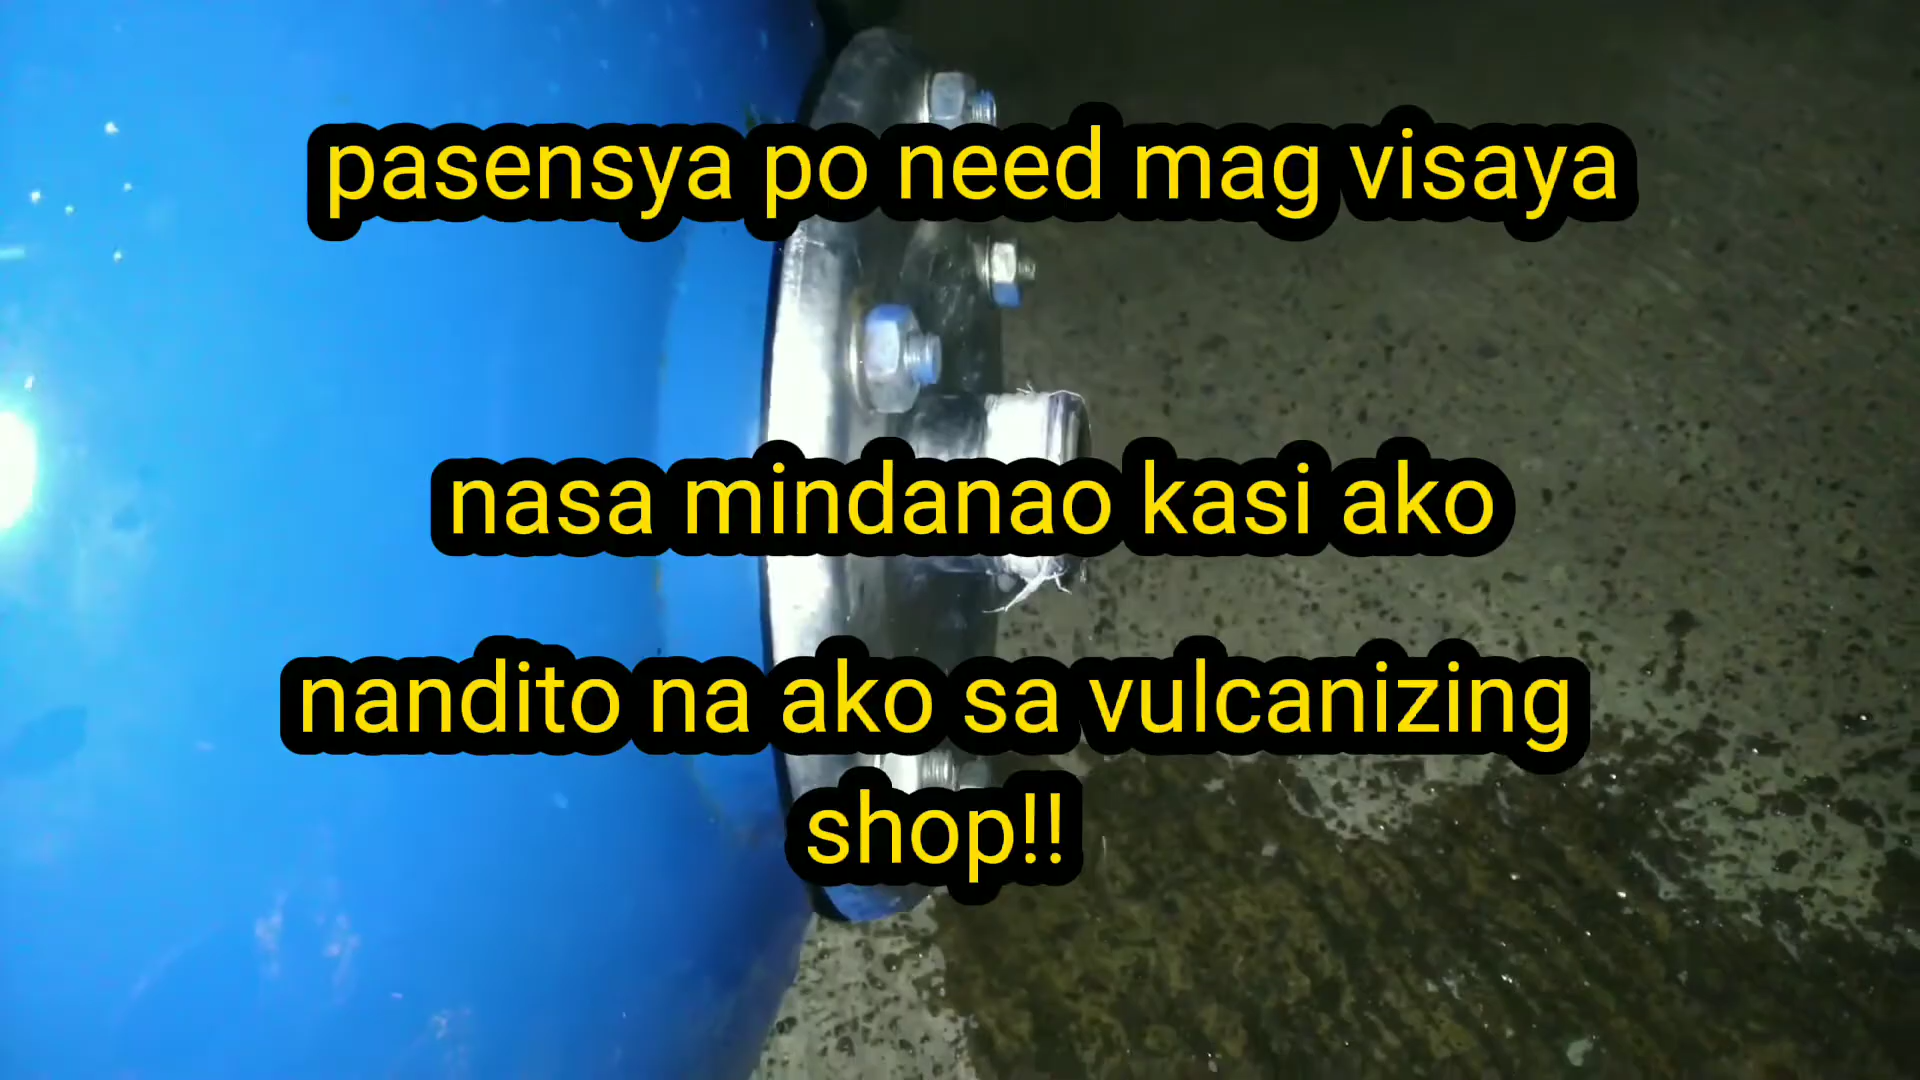 pasensya po need mag visaya
nasa mindanao kasi ako
nandito na ako sa vulcanizing
shop!!